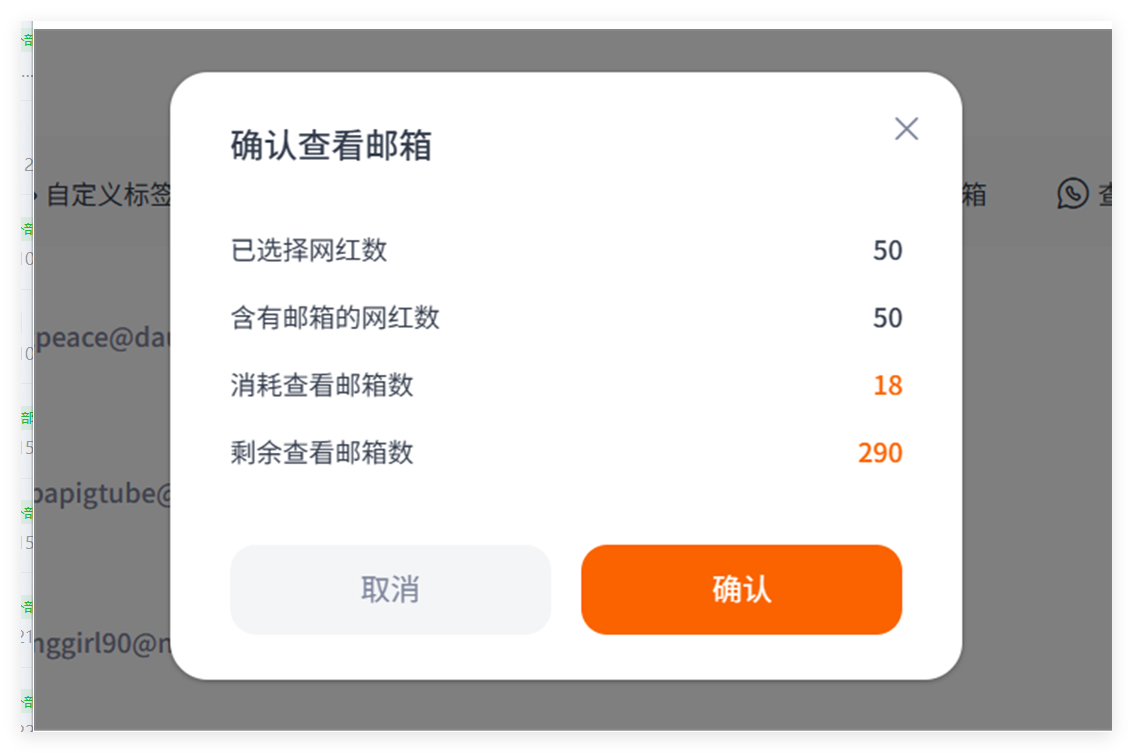 确认查看邮箱
自定义标签
箱
已选择网红数 50
含有邮箱的网红数 50
peace@dau
消耗查看邮箱数 18
剩余查看邮箱数 290
papigtube@
取消 确认
nggirl90@n